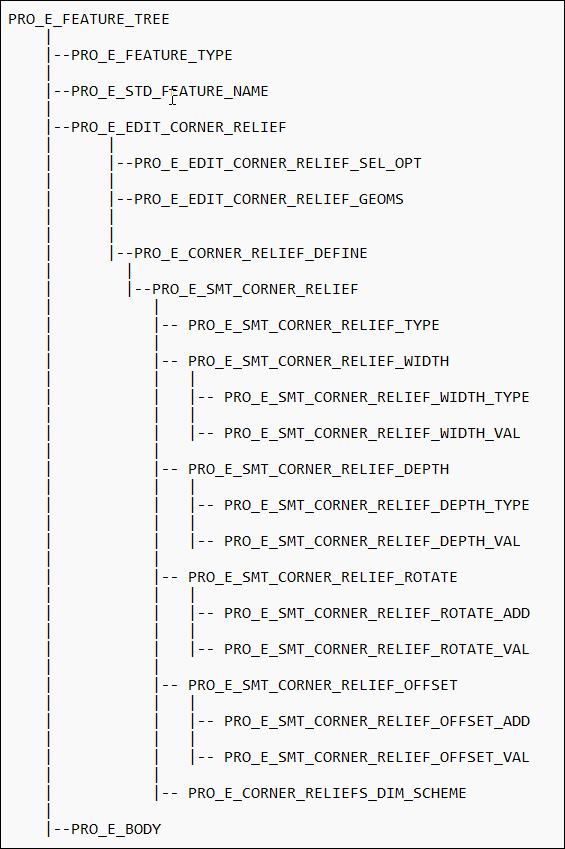 PRO_E_FEATURE_TREE
|--PRO_E_FEATURE_TYPE
|--PRO_E_STD_FEATURE_NAME
|--PRO_E_EDIT_CORNER_RELIEF
|--PRO_E_EDIT_CORNER_RELIEF_SEL_OPT
|--PRO_E_EDIT_CORNER_RELIEF_GEOMS
|--PRO_E_CORNER_RELIEF_DEFINE
|--PRO_E_SMT_CORNER_RELIEF
|-- PRO_E_SMT_CORNER_RELIEF_TYPE
|-- PRO_E_SMT_CORNER_RELIEF_WIDTH
|-- PRO_E_SMT_CORNER_RELIEF_WIDTH_TYPE
|-- PRO_E_SMT_CORNER_RELIEF_WIDTH_VAL
|-- PRO_E_SMT_CORNER_RELIEF_DEPTH
|-- PRO_E_SMT_CORNER_RELIEF_DEPTH_TYPE
|-- PRO_E_SMT_CORNER_RELIEF_DEPTH_VAL
|-- PRO_E_SMT_CORNER_RELIEF_ROTATE
|-- PRO_E_SMT_CORNER_RELIEF_ROTATE_ADD
|-- PRO_E_SMT_CORNER_RELIEF_ROTATE_VAL
|-- PRO_E_SMT_CORNER_RELIEF_OFFSET
|-- PRO_E_SMT_CORNER_RELIEF_OFFSET_ADD
|-- PRO_E_SMT_CORNER_RELIEF_OFFSET_VAL
|-- PRO_E_CORNER_RELIEFS_DIM_SCHEME
|--PRO_E_BODY